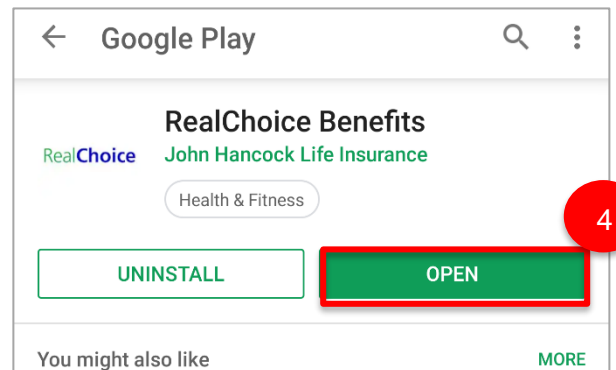 Google Play
RealChoice Benefits
RealChoice John Hancock Life Insurance
Health & Fitness
4
UNINSTALL OPEN
You might also like MORE